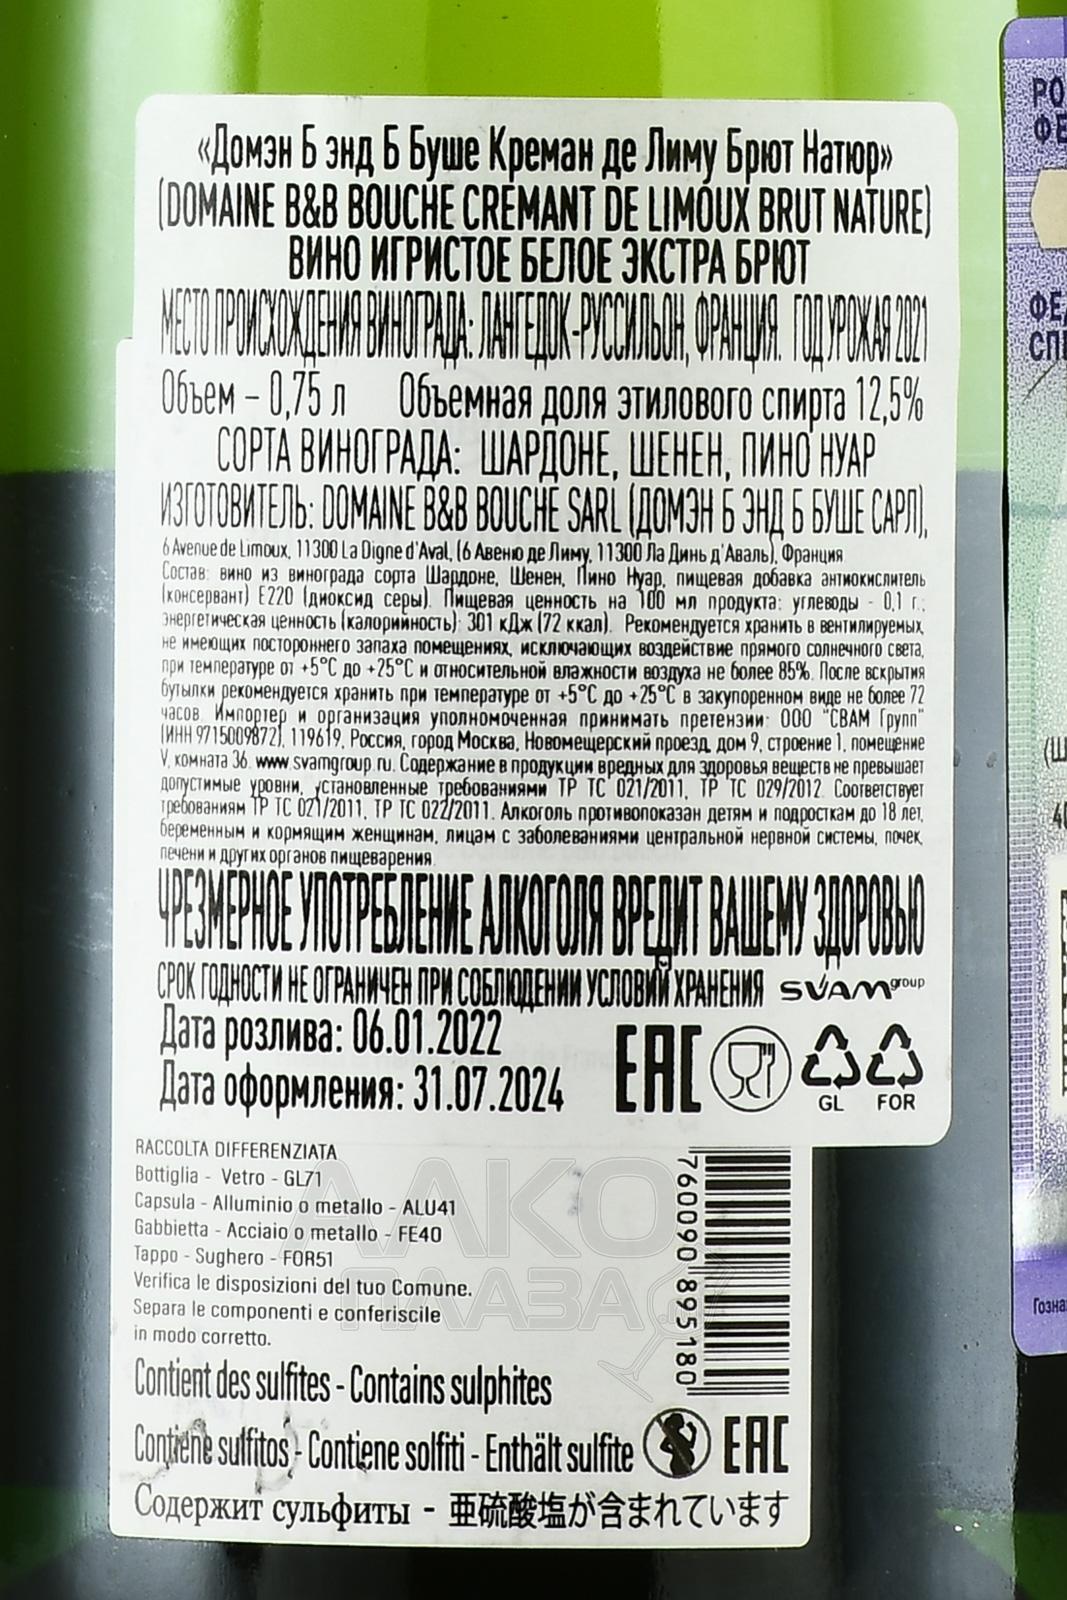 «Домэн Б энд Б Буше Креман де Лиму Брют Натюр»
(DOMAINE B&B BOUCHE CREMANT DE LIMOUX BRUT NATURE)
ВИНО ИГРИСТОЕ БЕЛОЕ ЭКСТРА БРЮТ
МЕСТО ПРОИСХОЖДЕНИЯ ВИНОГРАДА: ЛАНГЕДОК-РУССИЛЬОН, ФРАНЦИЯ. ГОД УРОЖАЯ 2021
Объем – 0,75 л Объемная доля этилового спирта 12,5%
СОРТА ВИНОГРАДА: ШАРДОНЕ, ШЕНЕН, ПИНО НУАР
ИЗГОТОВИТЕЛЬ: DOMAINE B&B BOUCHE SARL (ДОМЭН Б ЭНД Б БУШЕ САРЛ),
6 Avenue de Limoux, 11300 La Digne d'Aval, (6 Авеню де Лиму, 11300 Ла Динь д'Аваль), Франция
Состав: вино из винограда сорта Шардоне, Шенен, Пино Нуар, пищевая добавка антиокислитель
(консервант) Е220 (диоксид серы). Пищевая ценность на 100 мл продукта: углеводы - 0,1 г.;
энергетическая ценность (калорийность): 301 кДж (72 ккал). Рекомендуется хранить в вентилируемых,
не имеющих постороннего запаха помещениях, исключающих воздействие прямого солнечного света,
при температуре от +5°C до +25°C и относительной влажности воздуха не более 85%. После вскрытия
бутылки рекомендуется хранить при температуре от +5°C до +25°C в закупоренном виде не более 72
часов. Импортер и организация уполномоченная принимать претензии: ООО "СВАМ Групп"
(ИНН 9715009872), 119619, Россия, город Москва, Новомещерский проезд, дом 9, строение 1, помещение
V, комната 36. www.svamgroup.ru. Содержание в продукции вредных для здоровья веществ не превышает
допустимые уровни, установленные требованиями ТР ТС 021/2011, ТР ТС 029/2012. Соответствует
требованиям ТР ТС 021/2011, ТР ТС 022/2011. Алкоголь противопоказан детям и подросткам до 18 лет,
беременным и кормящим женщинам, лицам с заболеваниями центральной нервной системы, почек,
печени и других органов пищеварения.
ЧРЕЗМЕРНОЕ УПОТРЕБЛЕНИЕ АЛКОГОЛЯ ВРЕДИТ ВАШЕМУ ЗДОРОВЬЮ
СРОК ГОДНОСТИ НЕ ОГРАНИЧЕН ПРИ СОБЛЮДЕНИИ УСЛОВИЙ ХРАНЕНИЯ SVAM group
Дата розлива: 06.01.2022
Дата оформления: 31.07.2024
EAC
GL FOR
RACCOLTA DIFFERENZIATA
Bottiglia - Vetro - GL71
Capsula - Alluminio o metallo - ALU41
Gabbietta - Acciaio o metallo - FE40
Tappo - Sughero - FOR51
Verifica le disposizioni del tuo Comune.
Separa le componenti e conferiscile
in modo corretto.
7600090895180
АЛКО
ПЛАЗА
Contient des sulfites - Contains sulphites
Contiene sulfitos - Contiene solfiti - Enthält sulfite
EAC
Содержит сульфиты - 亜硫酸塩が含まれています
РО
ФЕ
ФЕД
СПЕ
(Ш
40
Гозна